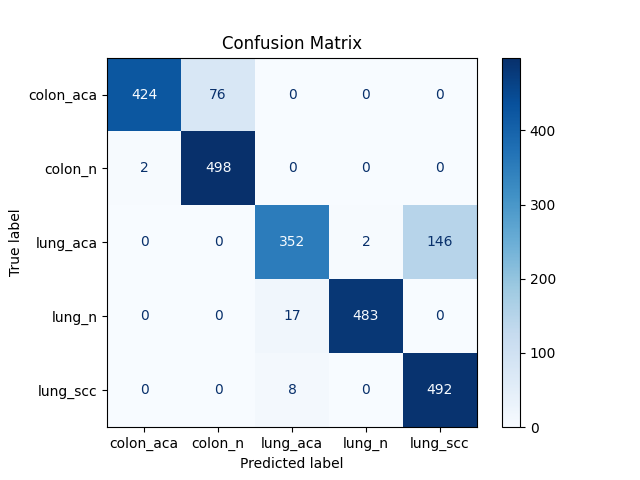 Confusion Matrix
True label
colon_aca 424 76 0 0 0
colon_n 2 498 0 0 0
lung_aca 0 0 352 2 146
lung_n 0 0 17 483 0
lung_scc 0 0 8 0 492
colon_aca colon_n lung_aca lung_n lung_scc
Predicted label
400
300
200
100
0